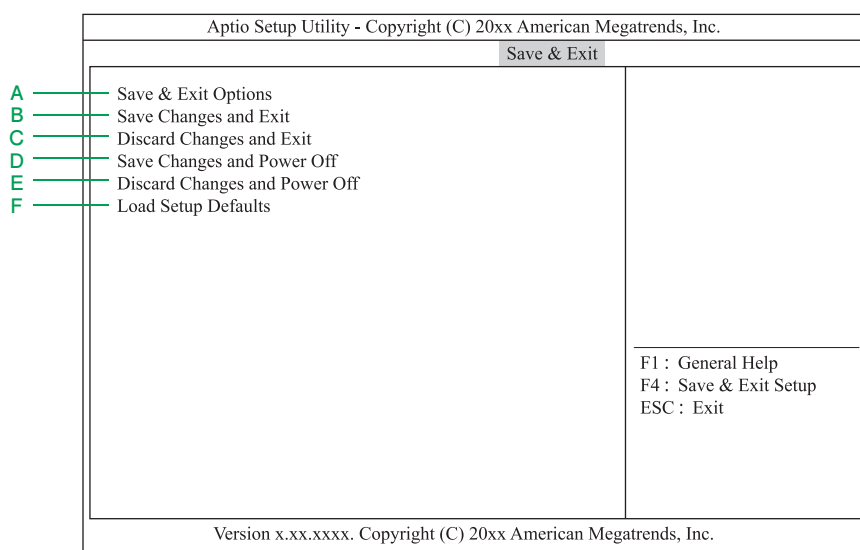 Aptio Setup Utility - Copyright (C) 20xx American Megatrends, Inc.
Save & Exit
A Save & Exit Options
B Save Changes and Exit
C Discard Changes and Exit
D Save Changes and Power Off
E Discard Changes and Power Off
F Load Setup Defaults
F1 : General Help
F4 : Save & Exit Setup
ESC : Exit
Version x.xx.xxxx. Copyright (C) 20xx American Megatrends, Inc.